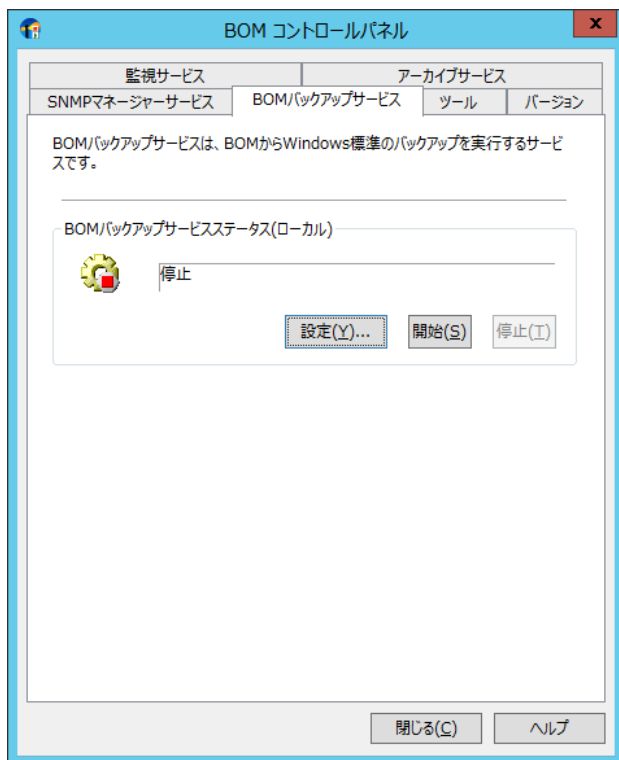 BOM コントロールパネル
x
監視サービス アーカイブサービス
SNMPマネージャーサービス BOMバックアップサービス ツール バージョン
BOMバックアップサービスは、BOMからWindows標準のバックアップを実行するサービ
スです。
BOMバックアップサービスステータス(ローカル)
停止
設定(Y)... 開始(S) 停止(T)
閉じる(C) ヘルプ